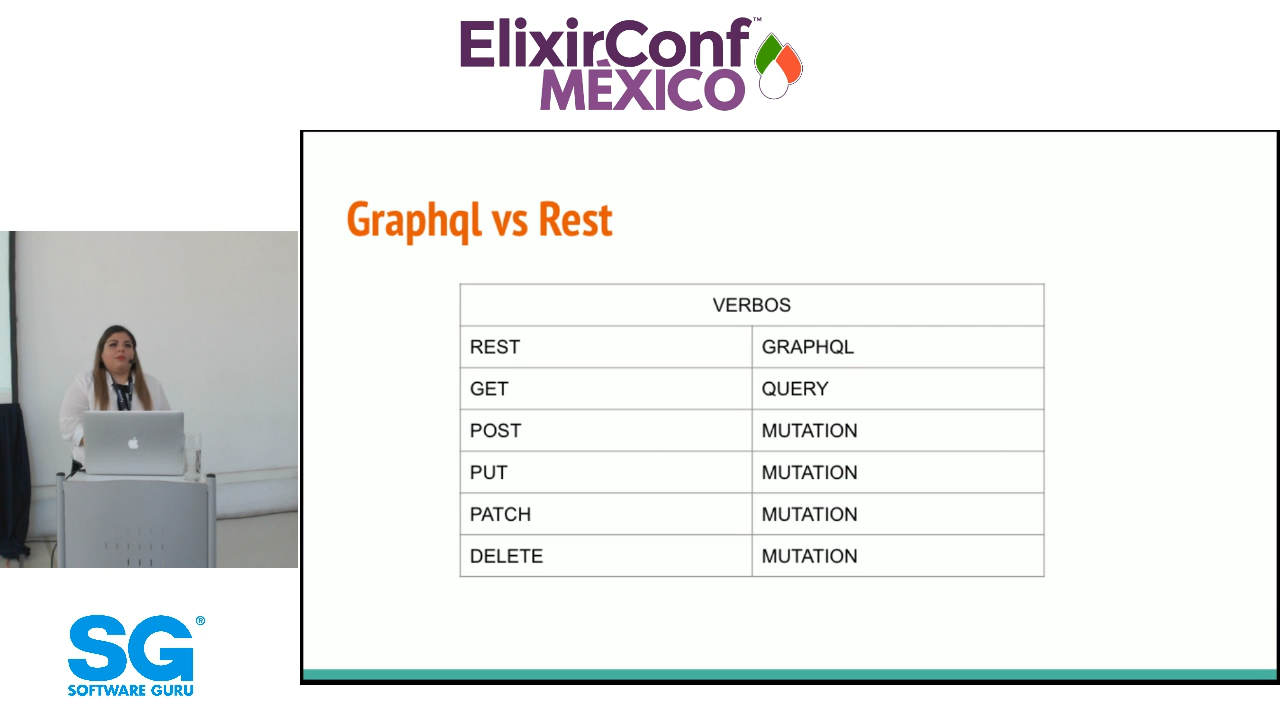 ElixirConf™
MÉXICO
Graphql vs Rest
VERBOS
REST GRAPHQL
GET QUERY
POST MUTATION
PUT MUTATION
PATCH MUTATION
DELETE MUTATION
SG®
SOFTWARE GURU